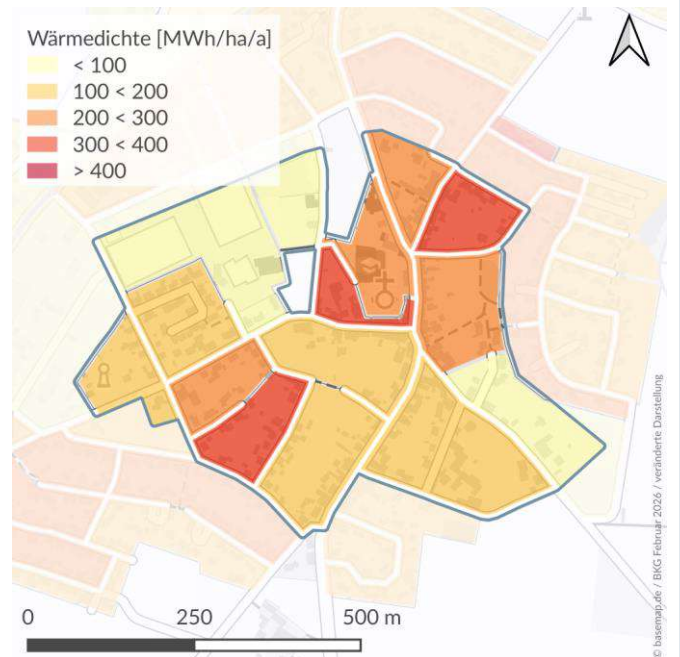 Wärmedichte [MWh/ha/a]
< 100
100 < 200
200 < 300
300 < 400
> 400
0 250 500 m
© basemap.de / BKG Februar 2026 / veränderte Darstellung